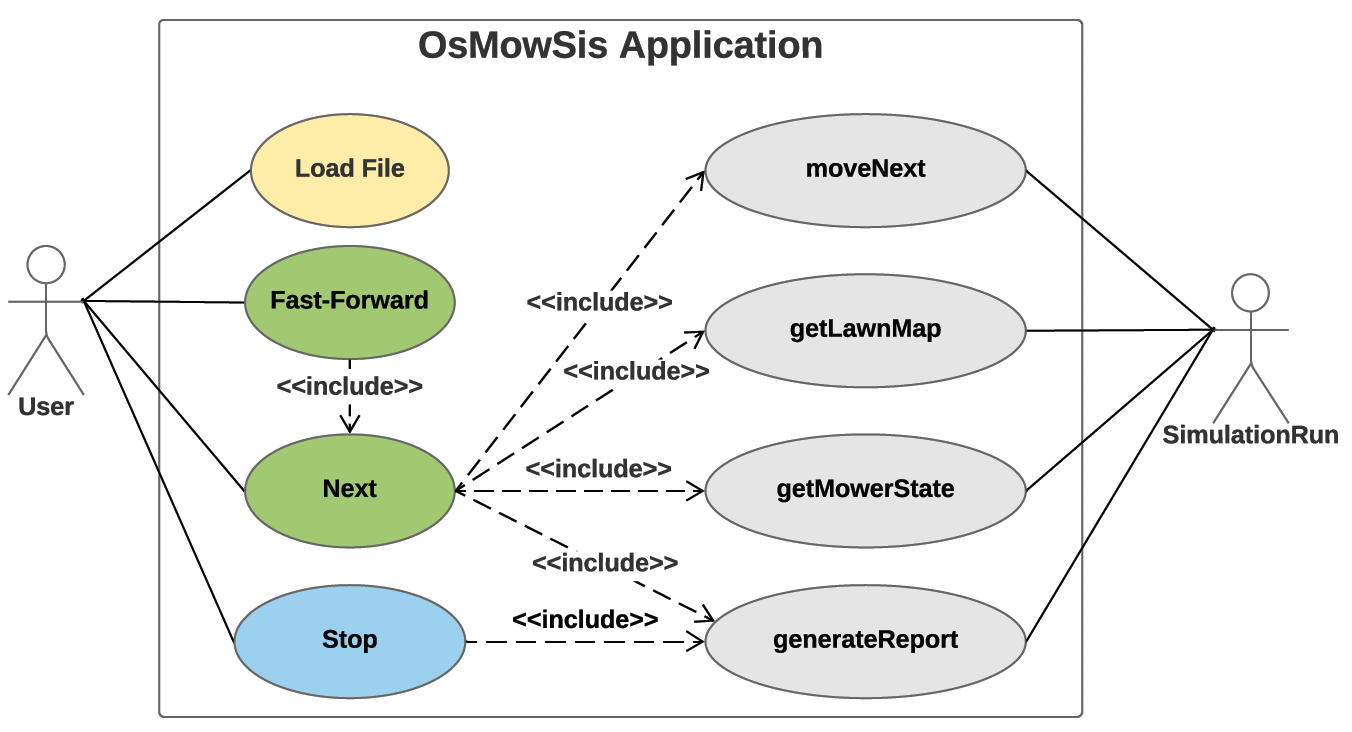 OsMowSis Application
Load File
moveNext
Fast-Forward
<<include>>
getLawnMap
<<include>>
<<include>>
User
SimulationRun
<<include>>
Next
getMowerState
<<include>>
<<include>>
Stop
generateReport